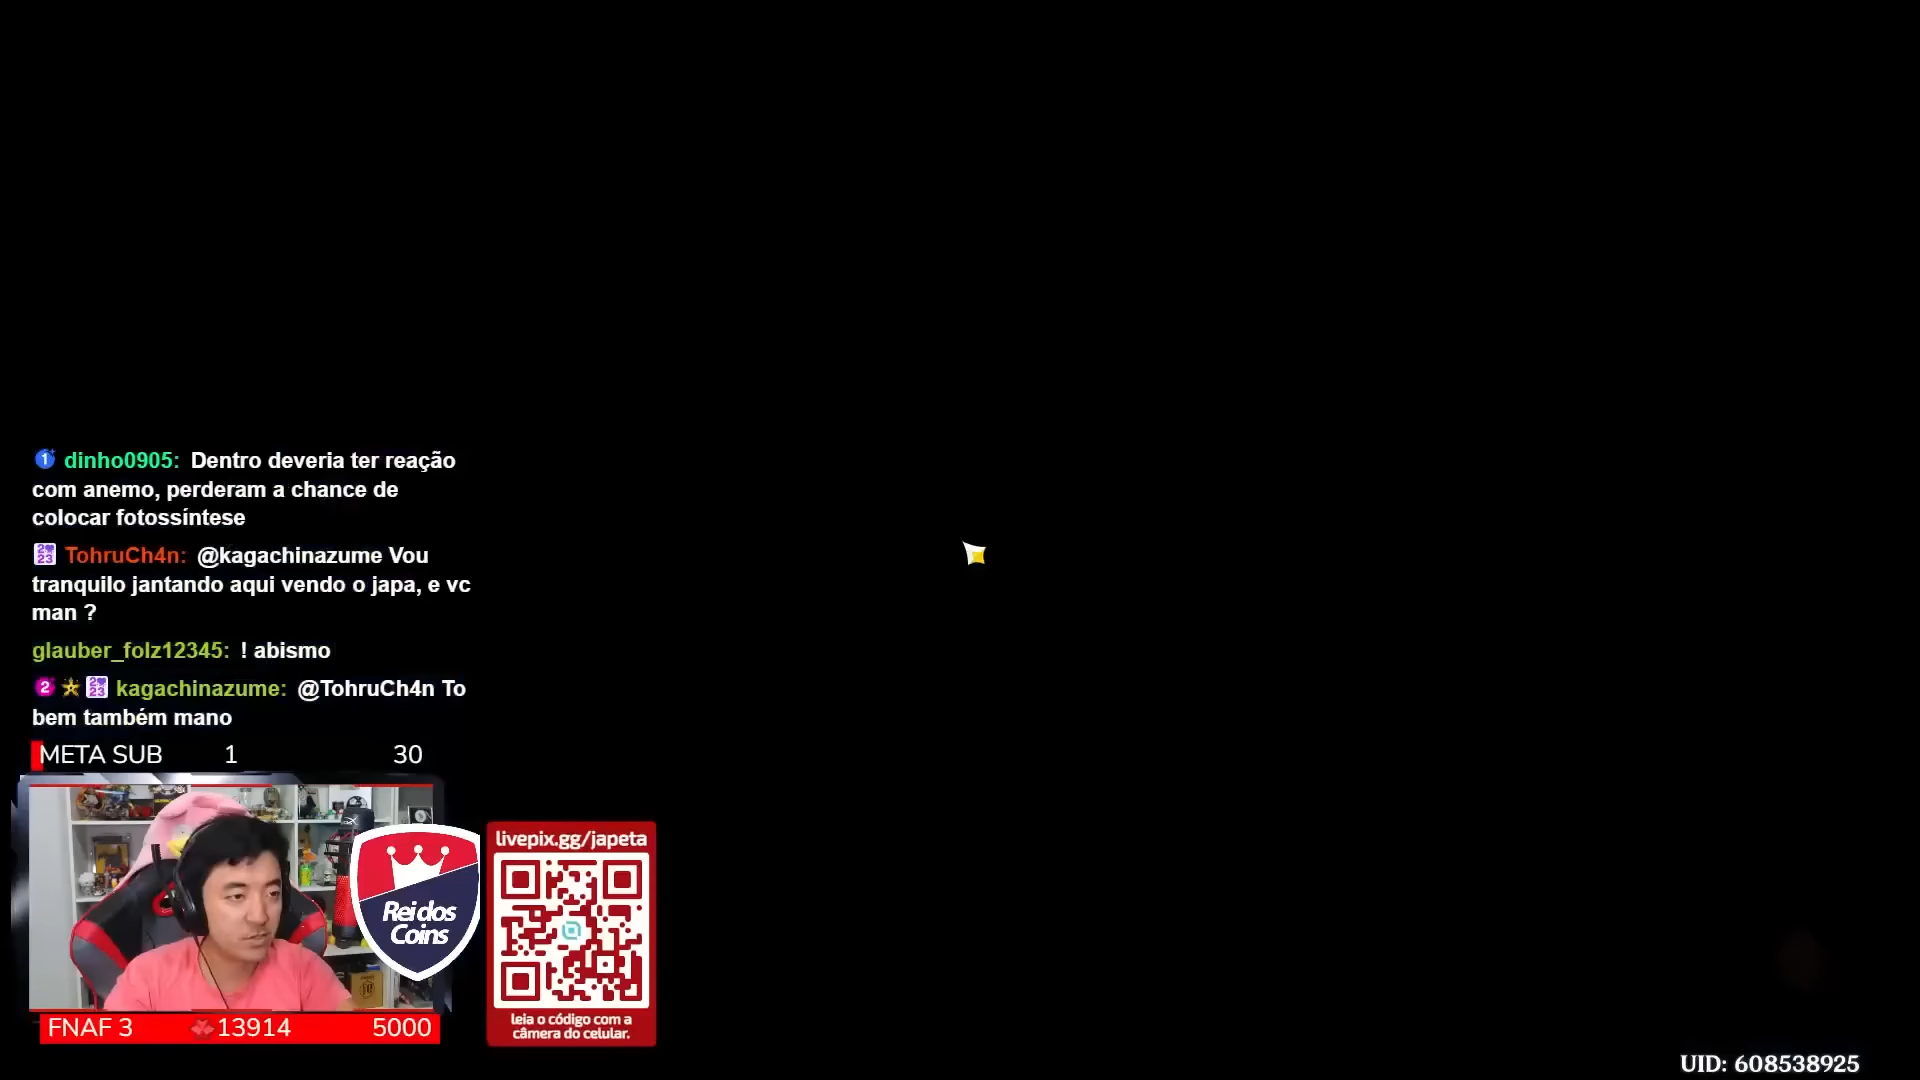 dinho0905: Dentro deveria ter reação
com anemo, perderam a chance de
colocar fotossíntese
TohruCh4n: @kagachinazume Vou
tranquilo jantando aqui vendo o japa, e vc
man ?
glauber_folz12345: ! abismo
kagachinazume: @TohruCh4n To
bem também mano
META SUB 1 30
Rei dos
Coins
FNAF 3 13914 5000
livepix.gg/japeta
leia o código com a
câmera do celular.
UID: 608538925